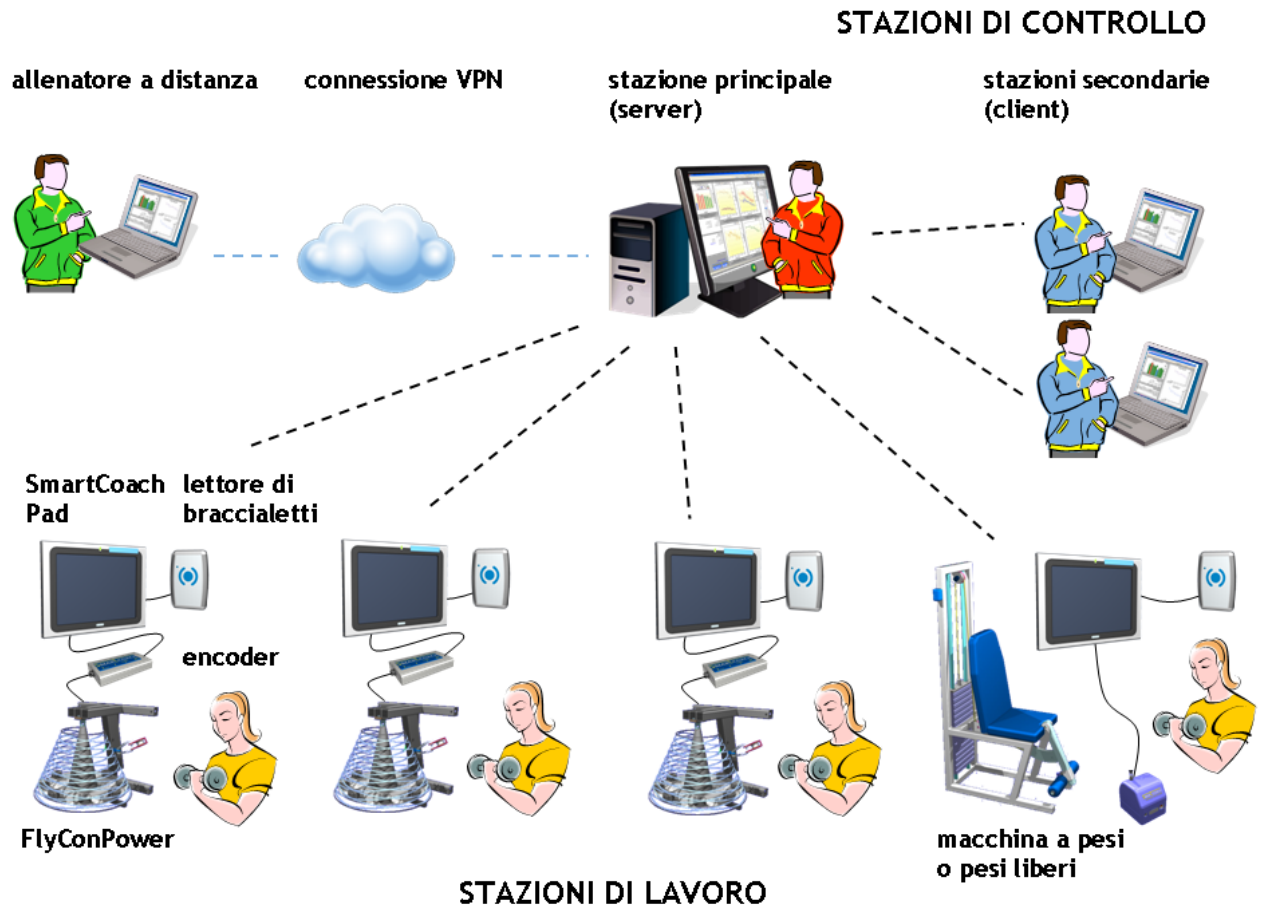 STAZIONI DI CONTROLLO
allenatore a distanza
connessione VPN
stazione principale
(server)
stazioni secondarie
(client)
SmartCoach
Pad
lettore di
braccialetti
encoder
FlyConPower
macchina a pesi
o pesi liberi
STAZIONI DI LAVORO